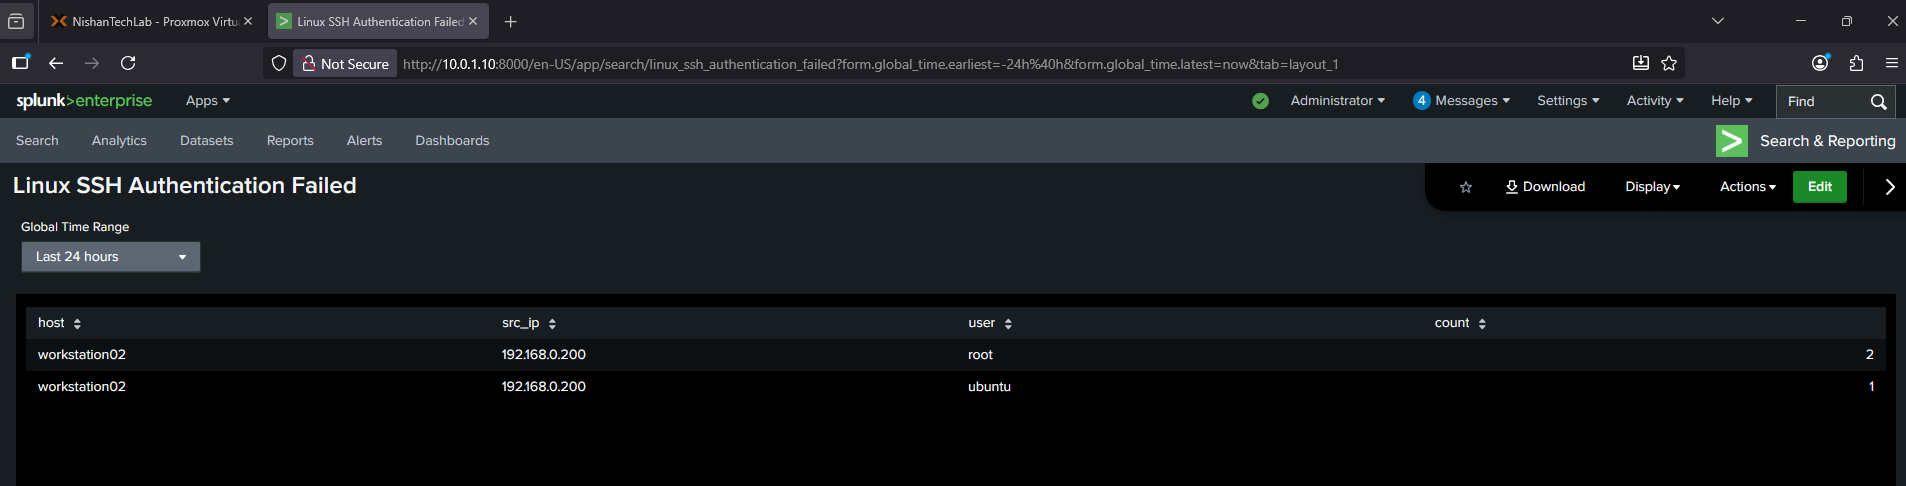 NishanTechLab - Proxmox Virtu
Linux SSH Authentication Failed
Not Secure http://10.0.1.10:8000/en-US/app/search/linux_ssh_authentication_failed?form.global_time.earliest=-24h%40h&form.global_time.latest=now&tab=layout_1
splunk>enterprise Apps Administrator 4 Messages Settings Activity Help Find
Search Analytics Datasets Reports Alerts Dashboards > Search & Reporting
Linux SSH Authentication Failed Download Display Actions Edit
Global Time Range
Last 24 hours
host src_ip user count
workstation02 192.168.0.200 root 2
workstation02 192.168.0.200 ubuntu 1